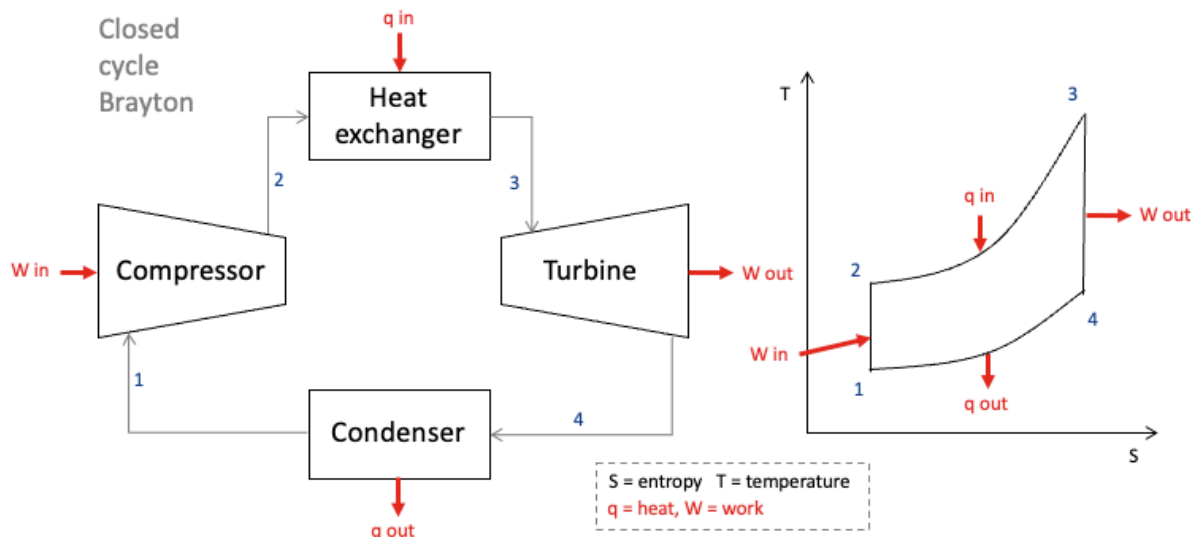 Closed
cycle
Brayton
q in
Heat
exchanger
2
3
W in
Compressor
Turbine
W out
1
4
Condenser
q out
T
3
q in
W out
2
4
W in
1
q out
S
S = entropy T = temperature
q = heat, W = work